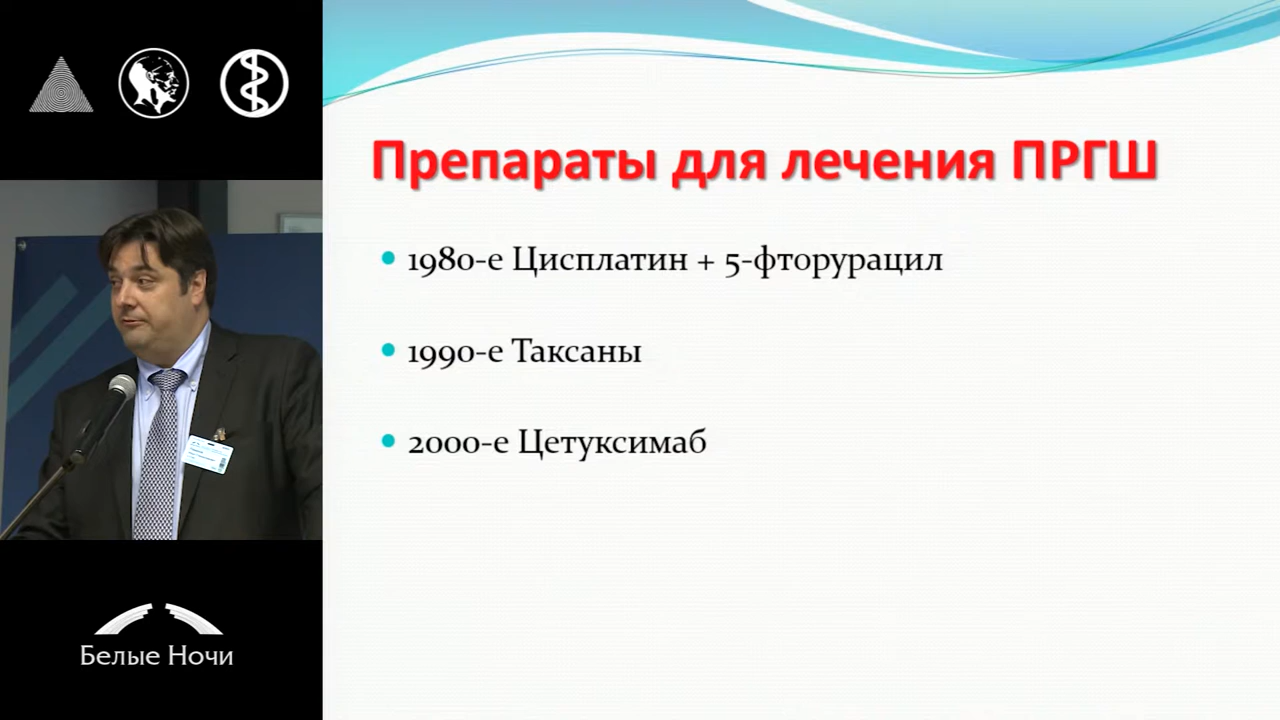 Препараты для лечения ПРГШ
1980-е Цисплатин + 5-фторурацил
1990-е Таксаны
2000-е Цетуксимаб
Белые Ночи